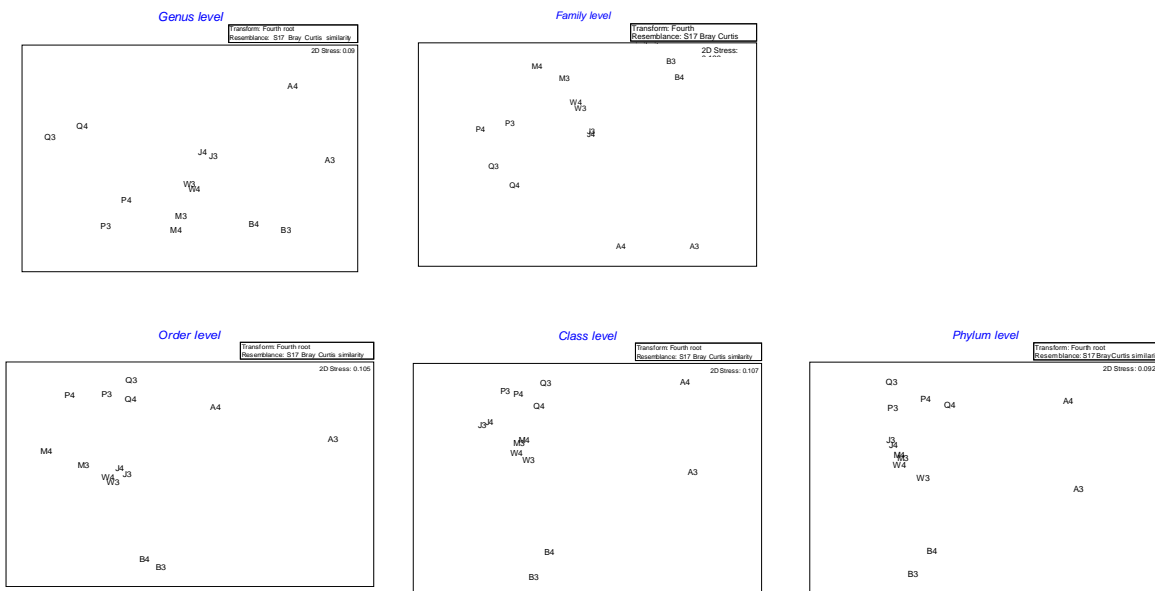 Genus level
Transform: Fourth root
Resemblance: S17 Bray Curtis similarity
2D Stress: 0.09
A4
Q4
Q3
J4
J3
A3
W3
W4
P4
M3
P3
M4
B4
B3
Family level
Transform: Fourth
Resemblance: S17 Bray Curtis
2D Stress:
B3
M4
M3
B4
W4
W3
P3
P4
J3
J4
Q3
Q4
A4
A3
Order level
Transform: Fourth root
Resemblance: S17 Bray Curtis similarity
2D Stress: 0.105
Q3
P4
P3
Q4
A4
A3
M4
M3
J4
J3
W4
W3
B4
B3
Class level
Transform: Fourth root
Resemblance: S17 Bray Curtis similarity
2D Stress: 0.107
Q3
A4
P3
P4
Q4
J4
J3
M4
M3
W4
W3
A3
B4
B3
Phylum level
Transform: Fourth root
Resemblance: S17 BrayCurtis similari
2D Stress: 0.092
Q3
P4
A4
P3
Q4
J3
J4
M4
M3
W4
W3
A3
B4
B3